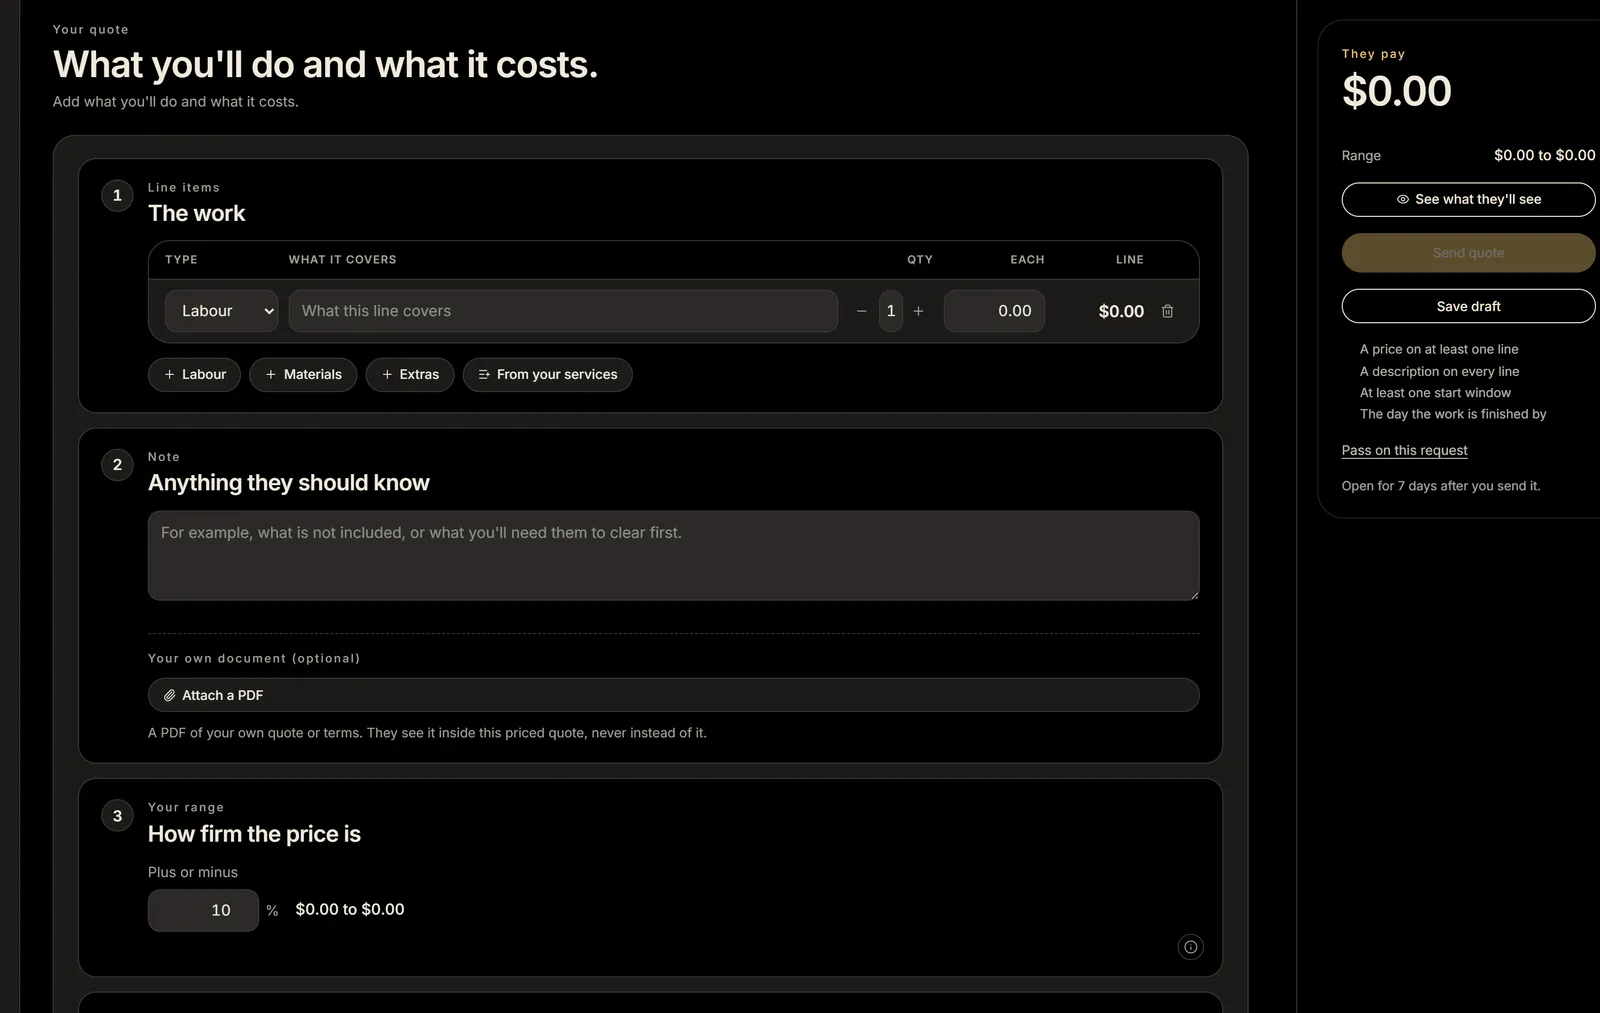 Your quote
What you'll do and what it costs.
Add what you'll do and what it costs.
1
Line items
The work
TYPE WHAT IT COVERS QTY EACH LINE
Labour What this line covers − 1 + 0.00 $0.00
+ Labour + Materials + Extras From your services
2
Note
Anything they should know
For example, what is not included, or what you'll need them to clear first.
Your own document (optional)
Attach a PDF
A PDF of your own quote or terms. They see it inside this priced quote, never instead of it.
3
Your range
How firm the price is
Plus or minus
10 % $0.00 to $0.00
They pay
$0.00
Range $0.00 to $0.00
See what they'll see
Send quote
Save draft
A price on at least one line
A description on every line
At least one start window
The day the work is finished by
Pass on this request
Open for 7 days after you send it.